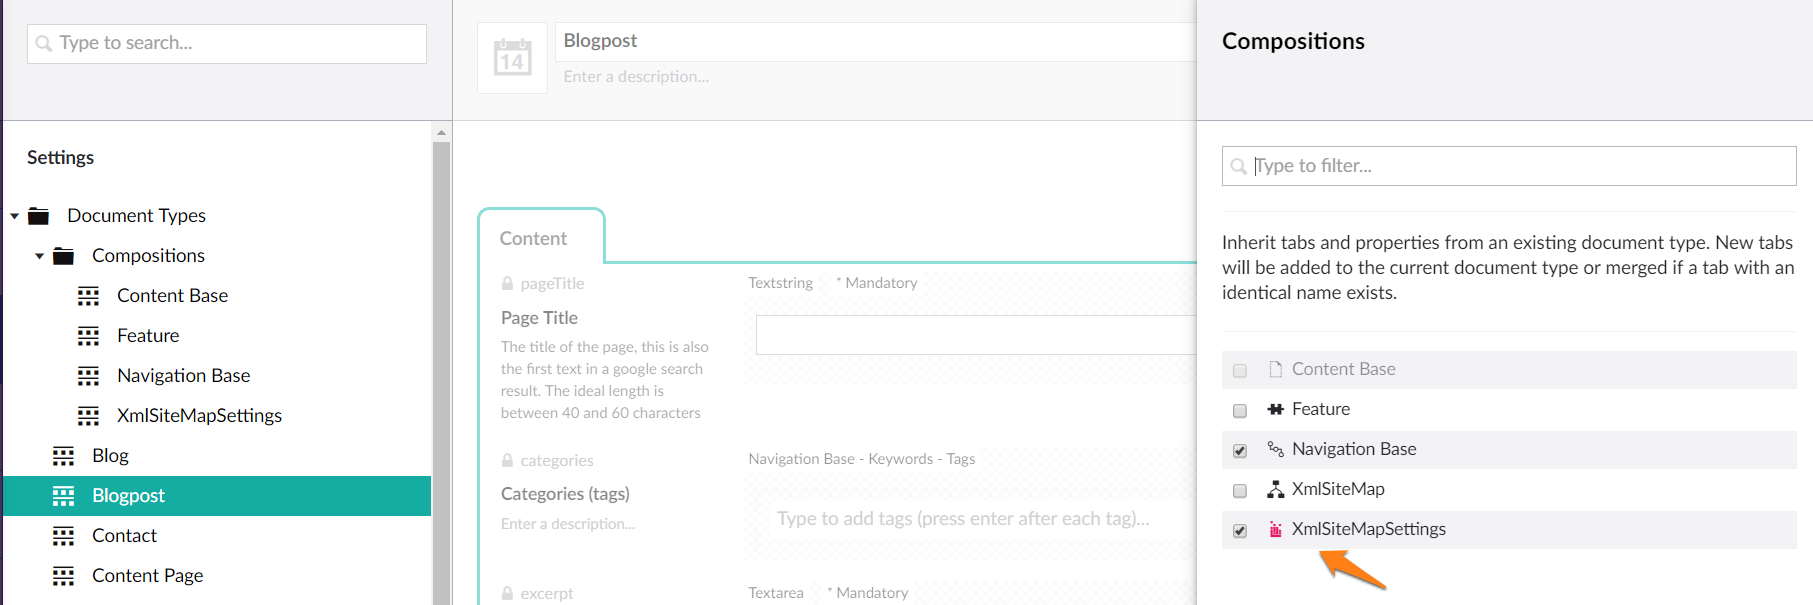 Type to search...
Settings
Document Types
Compositions
Content Base
Feature
Navigation Base
XmlSiteMapSettings
Blog
Blogpost
Contact
Content Page
14
Blogpost
Enter a description...
Content
pageTitle
Textstring * Mandatory
Page Title
The title of the page, this is also
the first text in a google search
result. The ideal length is
between 40 and 60 characters
categories
Navigation Base - Keywords - Tags
Categories (tags)
Enter a description...
Type to add tags (press enter after each tag)...
excerpt
Textarea * Mandatory
Compositions
Type to filter...
Inherit tabs and properties from an existing document type. New tabs
will be added to the current document type or merged if a tab with an
identical name exists.
Content Base
Feature
Navigation Base
XmlSiteMap
XmlSiteMapSettings